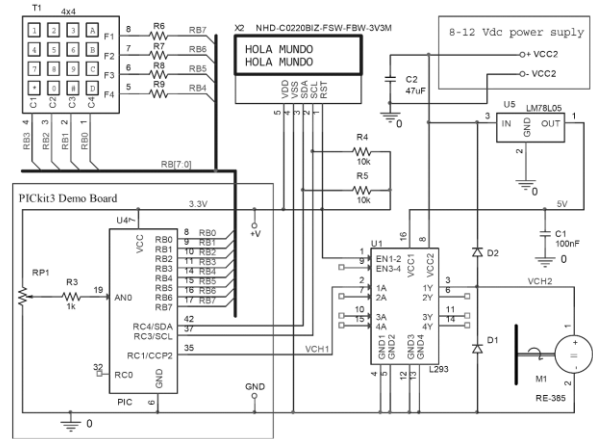 T1
4x4
1 2 3 A
4 5 6 B
7 8 9 C
* 0 # D
F1
F2
F3
F4
8
7
6
5
R6
R7
R8
R9
RB7
RB6
RB5
RB4
C1
C2
C3
C4
4
3
2
1
RB3
RB2
RB1
RB0
RB[7:0]
X2 NHD-C0220BIZ-FSW-FBW-3V3M
HOLA MUNDO
HOLA MUNDO
VDD
VSS
SDA
SCL
RST
5
4
3
2
1
8-12 Vdc power suply
+ VCC2
- VCC2
C2
47uF
0
U5
LM78L05
3
IN
OUT
1
GND
2
0
R4
10k
R5
10k
5V
C1
100nF
0
PICkit3 Demo Board
3.3V
+V
U4
7
VCC
RP1
R3
1k
19
AN0
RB0
RB1
RB2
RB3
RB4
RB5
RB6
RB7
8
9
10
11
14
15
16
17
RB0
RB1
RB2
RB3
RB4
RB5
RB6
RB7
RC4/SDA
RC3/SCL
42
37
RC1/CCP2
35
VCH1
32
RC0
GND
PIC
6
0
GND
U1
16
8
VCC1
VCC2
1
9
EN1-2
EN3-4
2
7
1A
2A
10
15
3A
4A
1Y
2Y
3
6
3Y
4Y
11
14
GND1
GND2
GND3
GND4
4
5
12
13
L293
D2
VCH2
D1
1
+
M1
2
RE-385